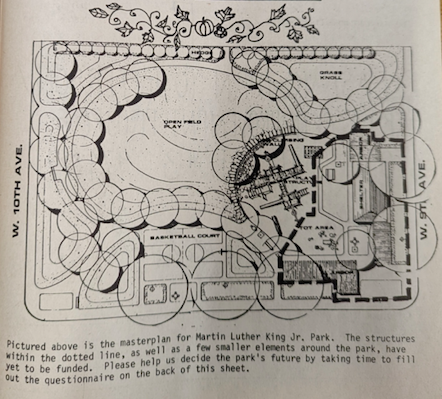 HEDGE
GRASS
KNOLL
OPEN FIELD
PLAY
ARBOR
SHELTER
W. 10TH AVE.
W. 9TH AVE.
TOT AREA
BASKETBALL COURT
Pictured above is the masterplan for Martin Luther King Jr. Park. The structures
within the dotted line, as well as a few smaller elements around the park, have
yet to be funded. Please help us decide the park's future by taking time to fill
out the questionnaire on the back of this sheet.